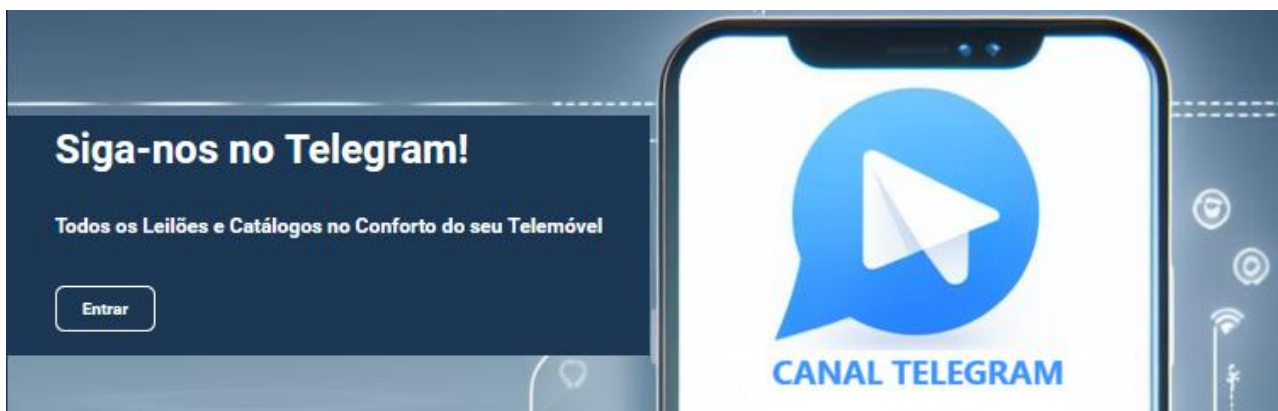 Siga-nos no Telegram!
Todos os Leilões e Catálogos no Conforto do seu Telemóvel
Entrar
CANAL TELEGRAM